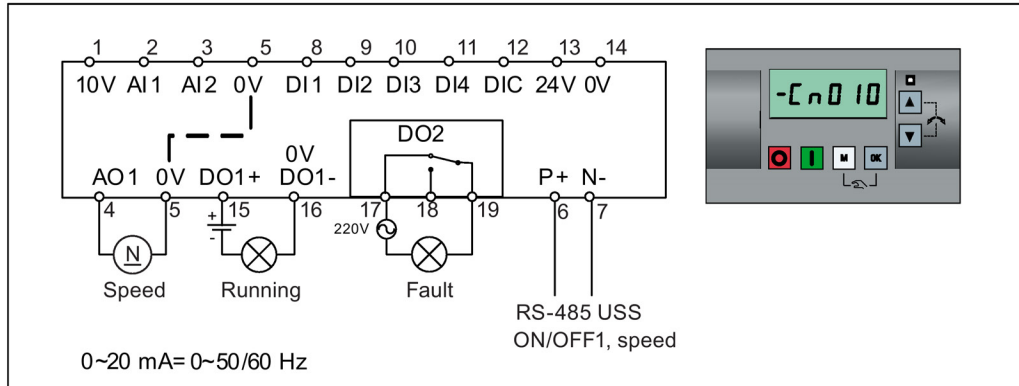 1 2 3 5 8 9 10 11 12 13 14
10V AI1 AI2 0V DI1 DI2 DI3 DI4 DIC 24V 0V
DO2
0V
AO1 0V DO1+ DO1- P+ N-
4 5 15 16 17 18 19 6 7
+
-
220V
N
Speed Running Fault
RS-485 USS
ON/OFF1, speed
0~20 mA= 0~50/60 Hz
-Cn010
M OK